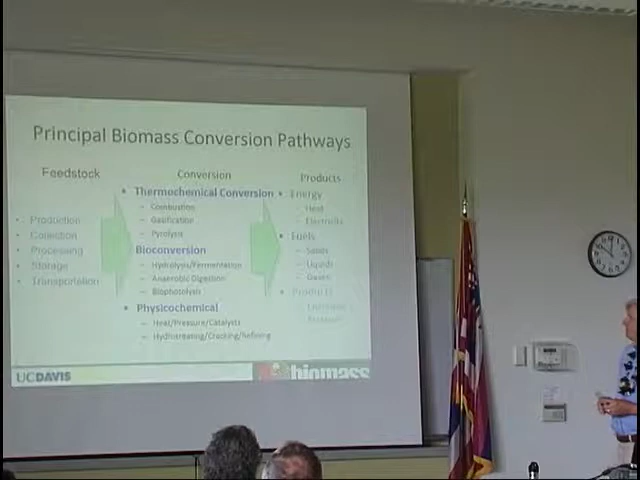 Principal Biomass Conversion Pathways
Feedstock
• Production
• Collection
• Processing
• Storage
• Transportation
Conversion
• Thermochemical Conversion
– Combustion
– Gasification
– Pyrolysis
Bioconversion
– Hydrolysis/Fermentation
– Anaerobic Digestion
– Biophotolysis
• Physicochemical
– Heat/Pressure/Catalysts
– Hydrotreating/Cracking/Refining
Products
• Energy
– Heat
– Electricity
• Fuels
– Solids
– Liquids
– Gases
• Products
UCDAVIS
biomass